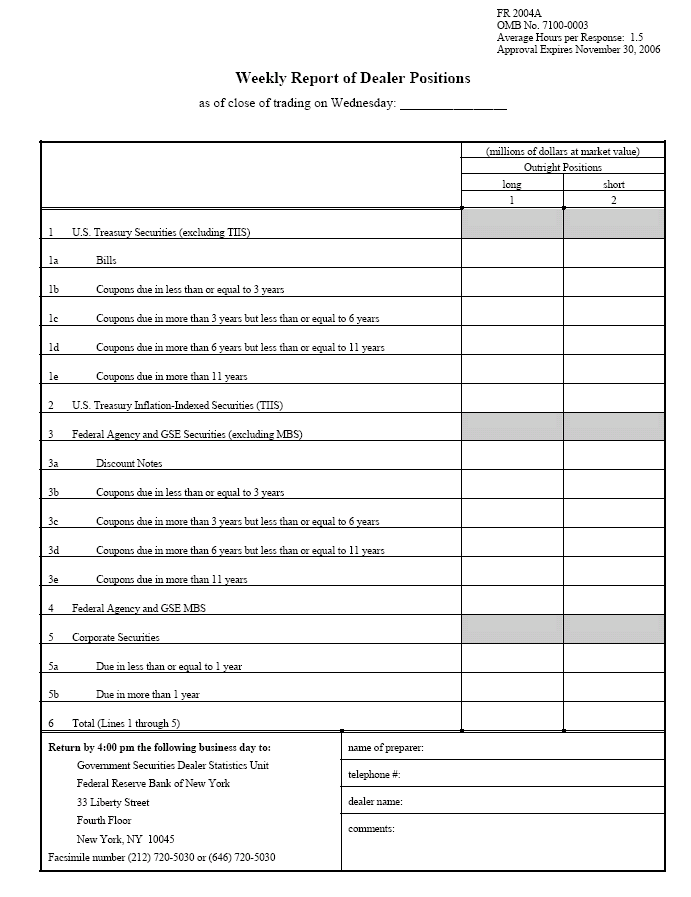 FR 2004A
OMB No. 7100-0003
Average Hours per Response: 1.5
Approval Expires November 30, 2006
Weekly Report of Dealer Positions
as of close of trading on Wednesday: ________________
(millions of dollars at market value)
Outright Positions
long short
1 2
1 U.S. Treasury Securities (excluding TIIS)
1a Bills
1b Coupons due in less than or equal to 3 years
1c Coupons due in more than 3 years but less than or equal to 6 years
1d Coupons due in more than 6 years but less than or equal to 11 years
1e Coupons due in more than 11 years
2 U.S. Treasury Inflation-Indexed Securities (TIIS)
3 Federal Agency and GSE Securities (excluding MBS)
3a Discount Notes
3b Coupons due in less than or equal to 3 years
3c Coupons due in more than 3 years but less than or equal to 6 years
3d Coupons due in more than 6 years but less than or equal to 11 years
3e Coupons due in more than 11 years
4 Federal Agency and GSE MBS
5 Corporate Securities
5a Due in less than or equal to 1 year
5b Due in more than 1 year
6 Total (Lines 1 through 5)
Return by 4:00 pm the following business day to:
Government Securities Dealer Statistics Unit
Federal Reserve Bank of New York
33 Liberty Street
Fourth Floor
New York, NY 10045
Facsimile number (212) 720-5030 or (646) 720-5030
name of preparer:
telephone #:
dealer name:
comments: